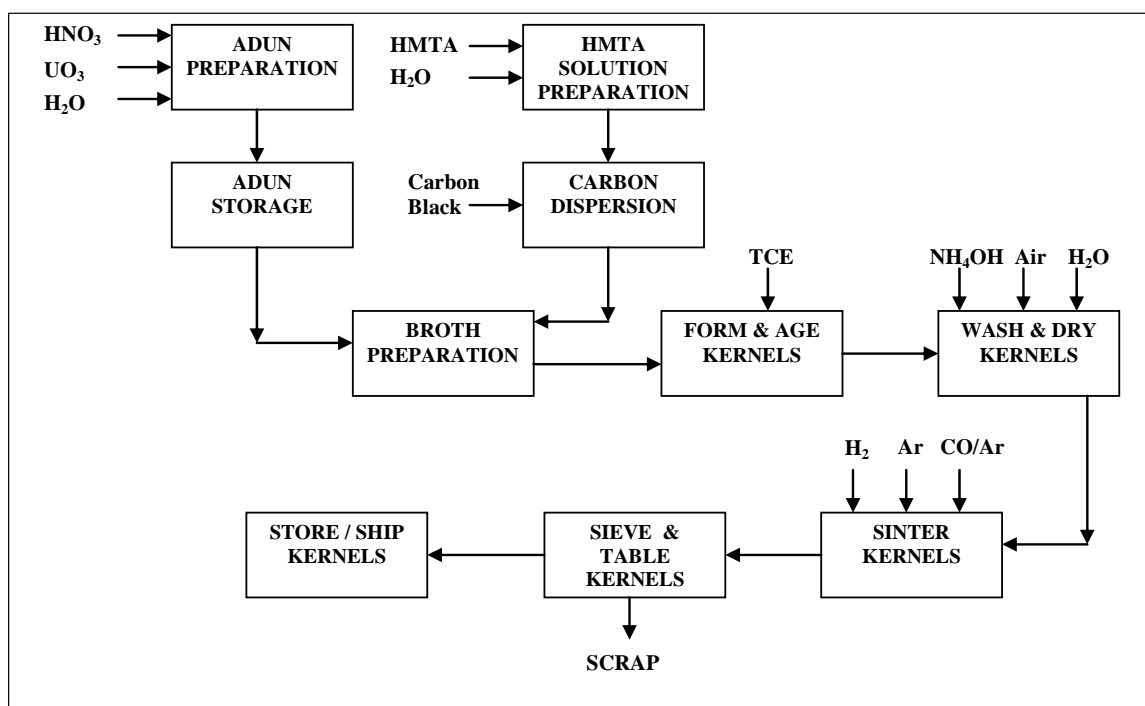 HNO₃
UO₃
H₂O
ADUN
PREPARATION
HMTA
H₂O
HMTA
SOLUTION
PREPARATION
ADUN
STORAGE
Carbon
Black
CARBON
DISPERSION
BROTH
PREPARATION
TCE
FORM & AGE
KERNELS
NH₄OH Air H₂O
WASH & DRY
KERNELS
H₂ Ar CO/Ar
SINTER
KERNELS
SIEVE &
TABLE
KERNELS
STORE / SHIP
KERNELS
SCRAP